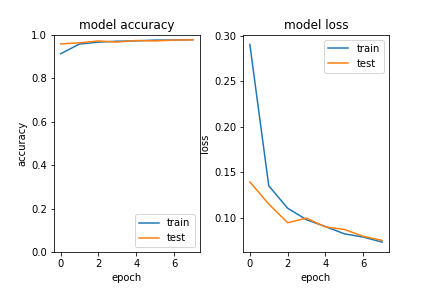 model accuracy
1.0
0.8
0.6
0.4
0.2
0.0
accuracy
train
test
0
2
4
6
epoch
model loss
0.30
0.25
0.20
0.15
0.10
loss
train
test
0
2
4
6
epoch